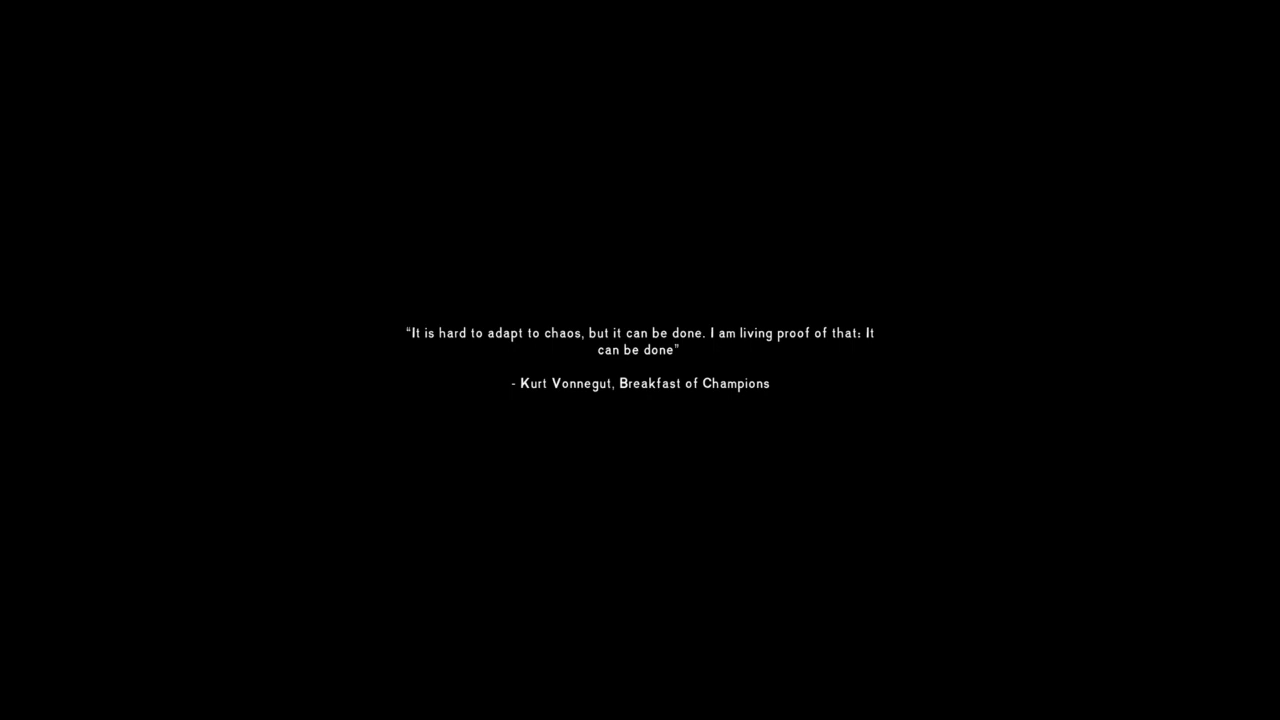 “It is hard to adapt to chaos, but it can be done. I am living proof of that: It
can be done”
- Kurt Vonnegut, Breakfast of Champions